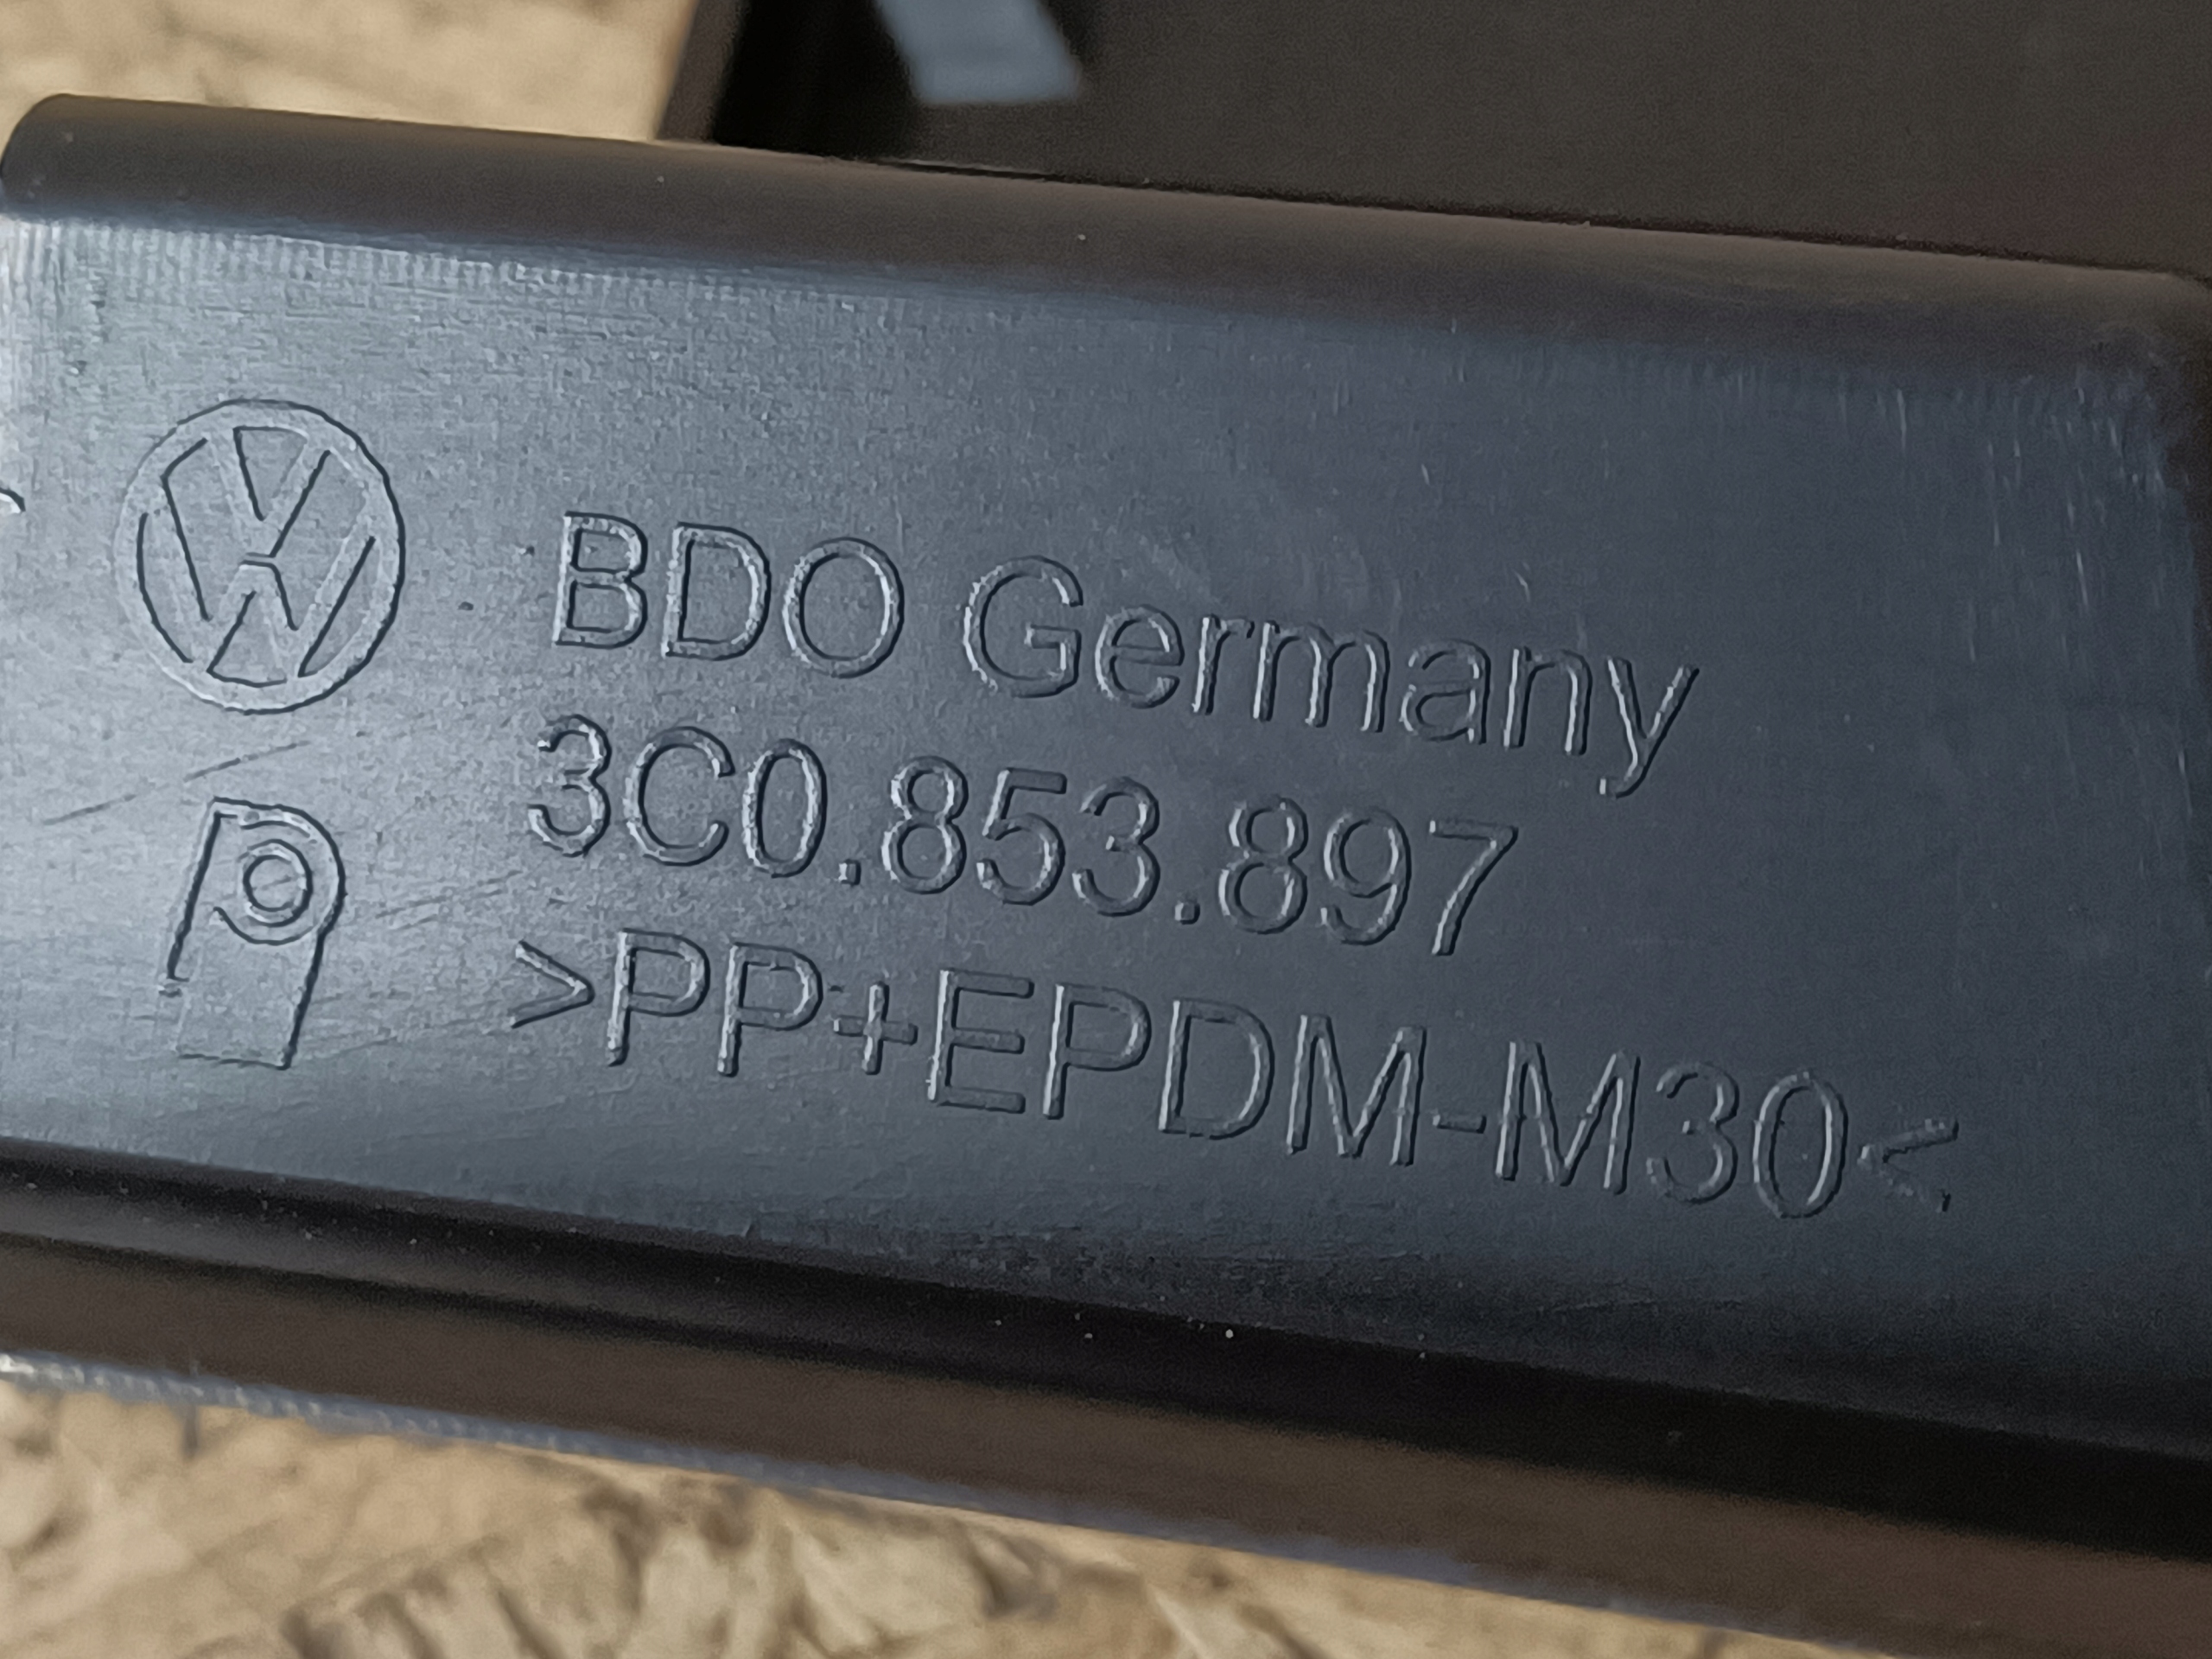 BDO Germany
3C0.853.897
>PP+EPDM-M30<